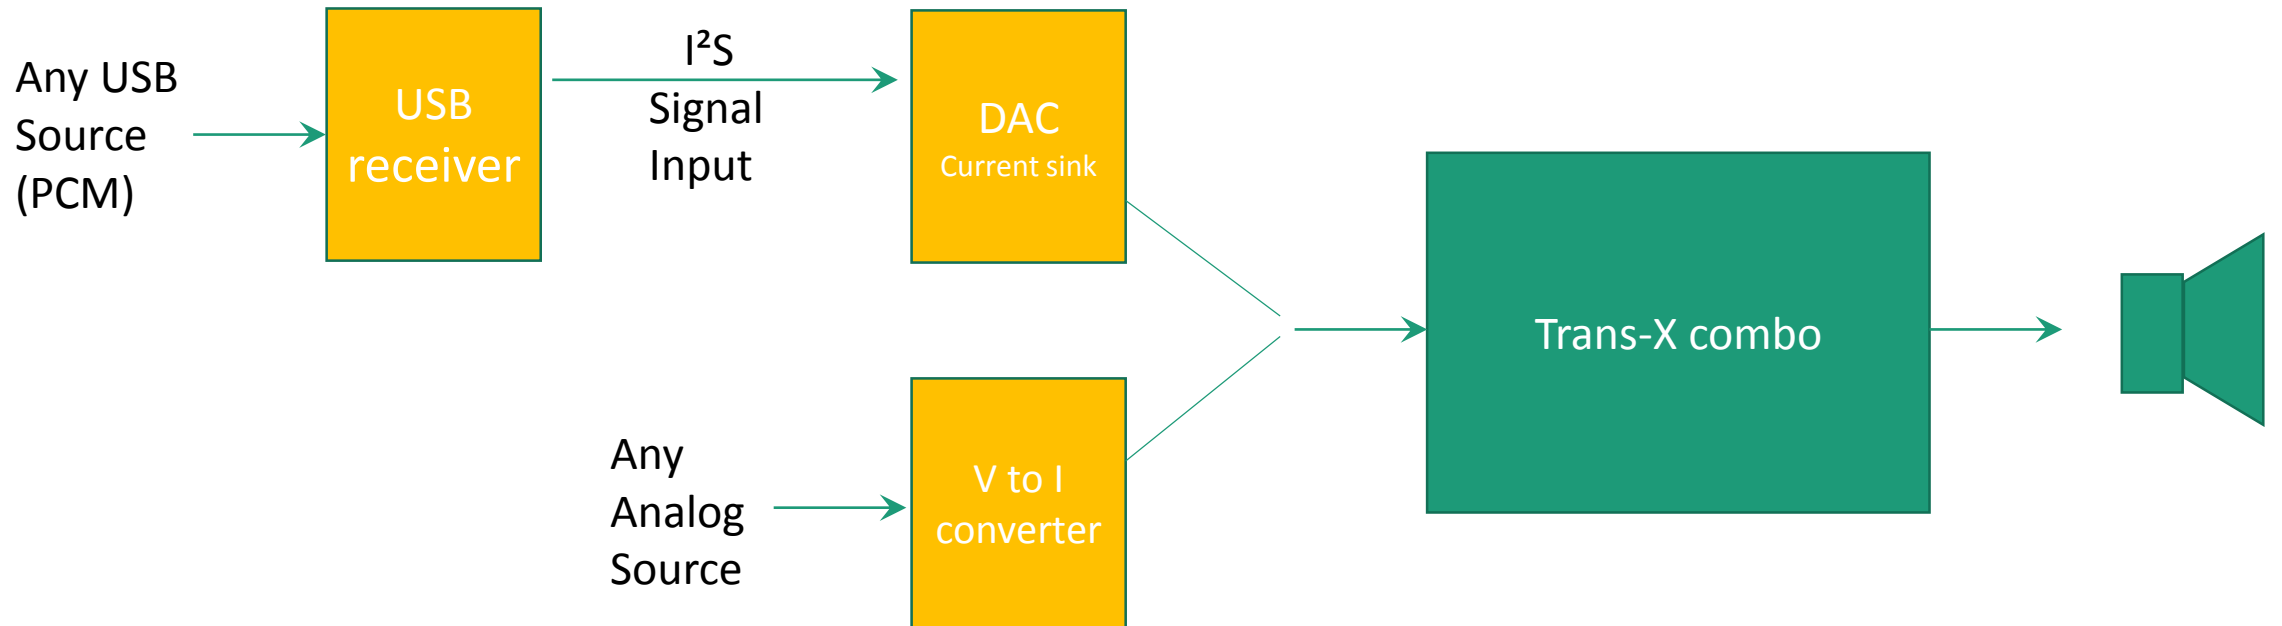 Any USB
Source
(PCM)
USB
receiver
I²S
Signal
Input
DAC
Current sink
Any
Analog
Source
V to I
converter
Trans-X combo